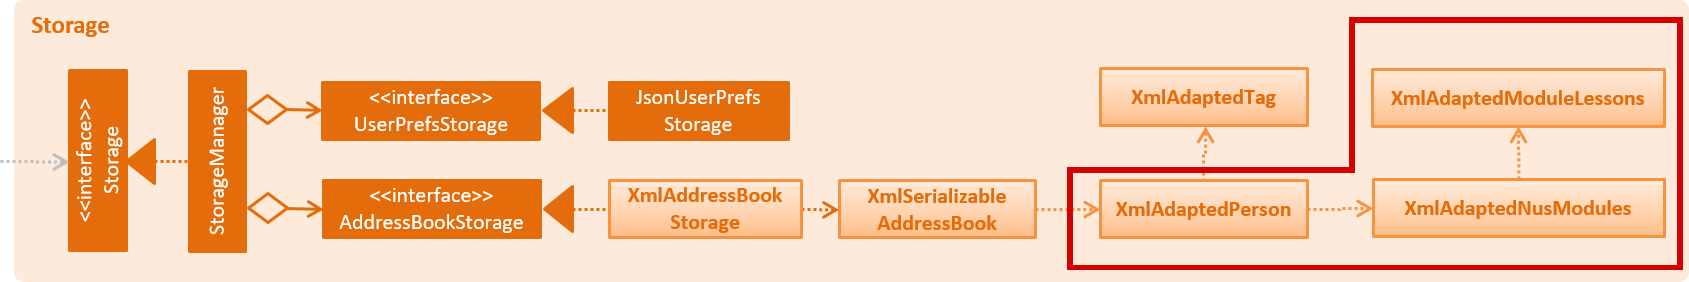 Storage
<<interface>>
Storage
StorageManager
<<interface>>
UserPrefsStorage
JsonUserPrefs
Storage
<<interface>>
AddressBookStorage
XmlAddressBook
Storage
XmlSerializable
AddressBook
XmlAdaptedTag
XmlAdaptedPerson
XmlAdaptedModuleLessons
XmlAdaptedNusModules